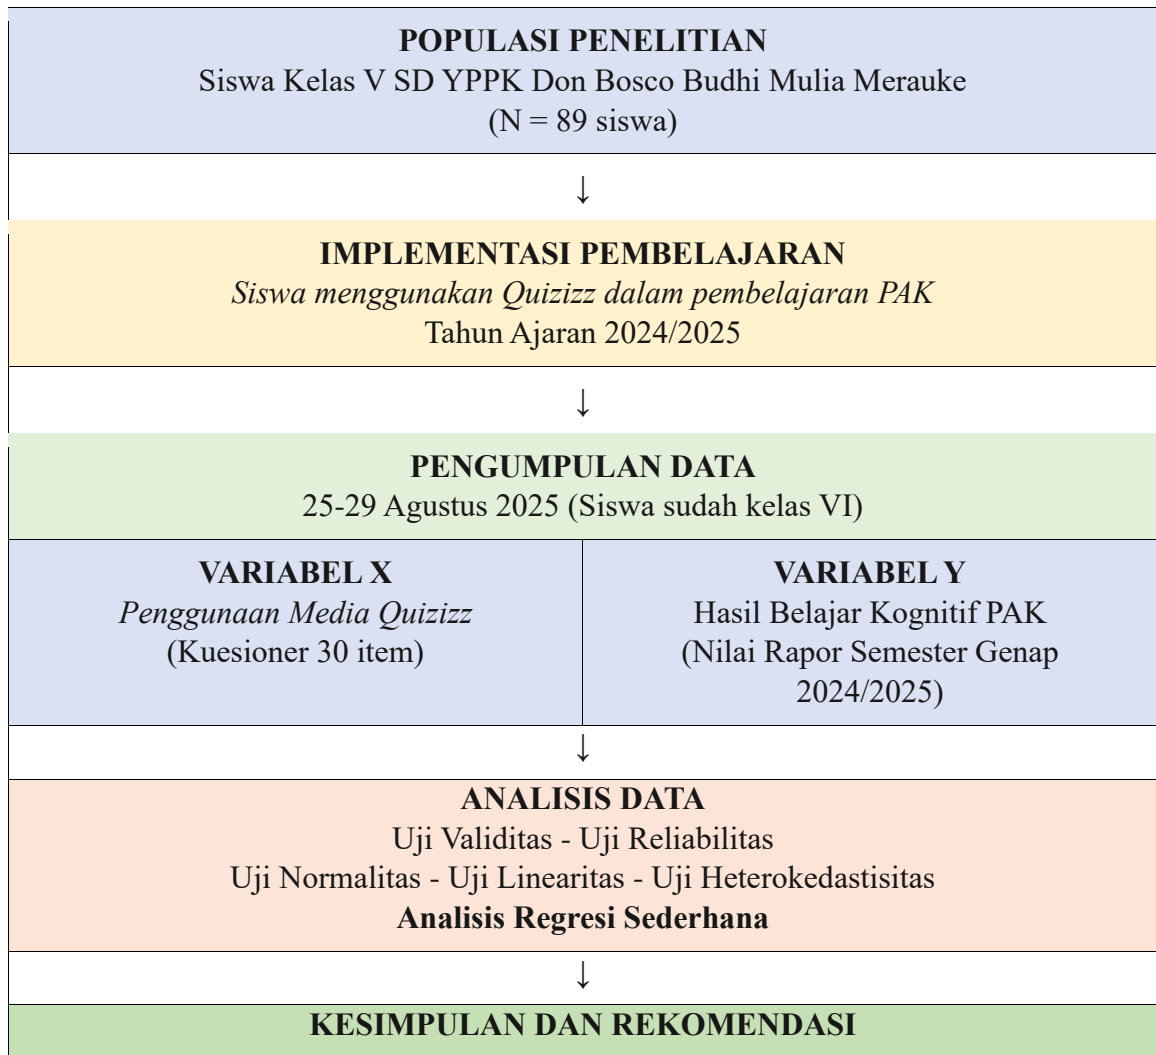 POPULASI PENELITIAN
Siswa Kelas V SD YPPK Don Bosco Budhi Mulia Merauke
(N = 89 siswa)
↓
IMPLEMENTASI PEMBELAJARAN
Siswa menggunakan Quizizz dalam pembelajaran PAK
Tahun Ajaran 2024/2025
↓
PENGUMPULAN DATA
25-29 Agustus 2025 (Siswa sudah kelas VI)
VARIABEL X
Penggunaan Media Quizizz
(Kuesioner 30 item)
VARIABEL Y
Hasil Belajar Kognitif PAK
(Nilai Rapor Semester Genap
2024/2025)
↓
ANALISIS DATA
Uji Validitas - Uji Reliabilitas
Uji Normalitas - Uji Linearitas - Uji Heterokedastisitas
Analisis Regresi Sederhana
↓
KESIMPULAN DAN REKOMENDASI